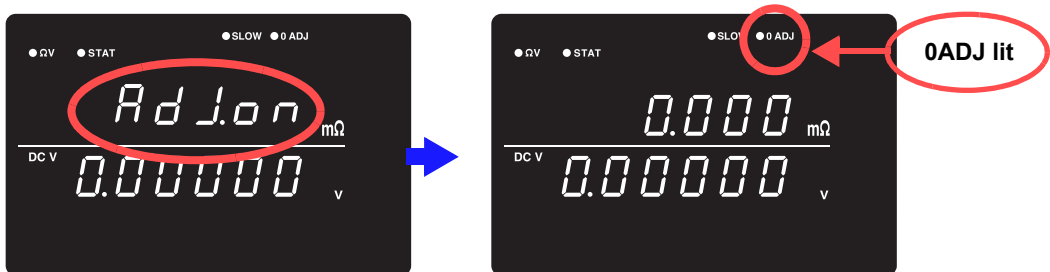 ●SLOW ●0 ADJ
●ΩV ●STAT
AdJ.on mΩ
DC V 0.00000 V
●SLOW ●0 ADJ
●ΩV ●STAT
0.000 mΩ
DC V 0.00000 V
0ADJ lit